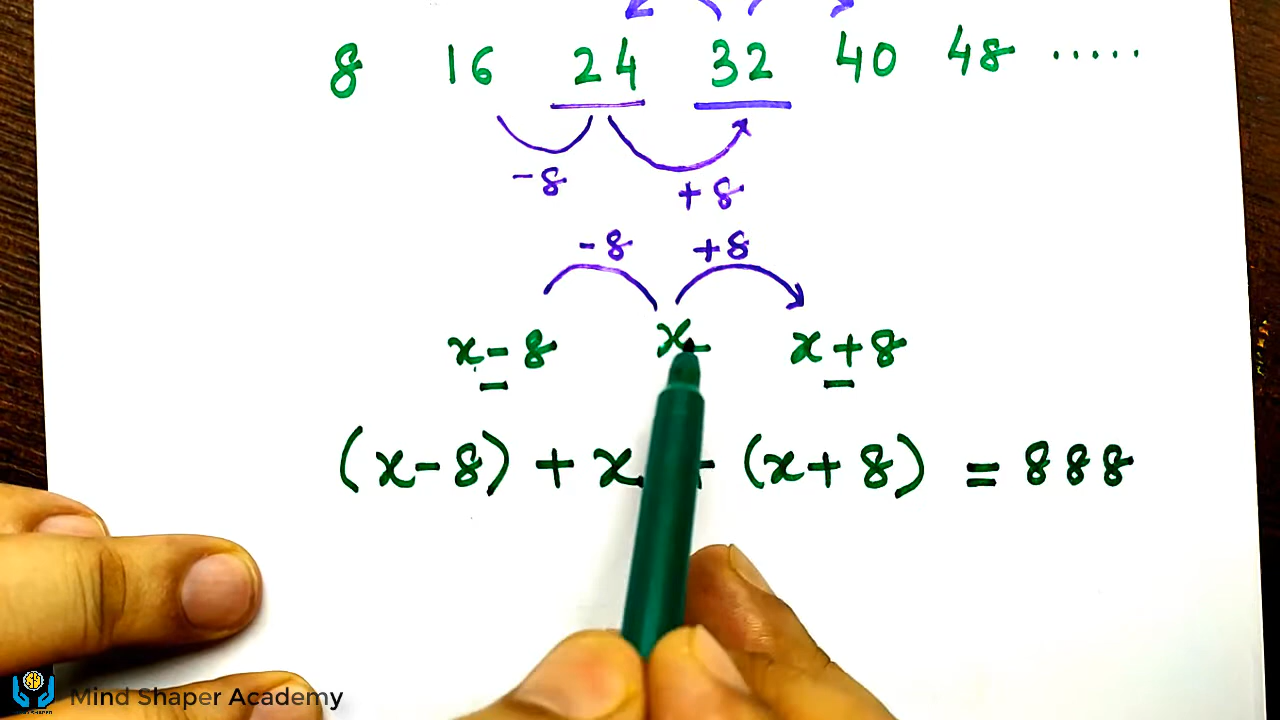 8 16 24 32 40 48 .....
-8 +8
-8 +8
x-8 x x+8
(x-8) + x + (x+8) = 888
Mind Shaper Academy